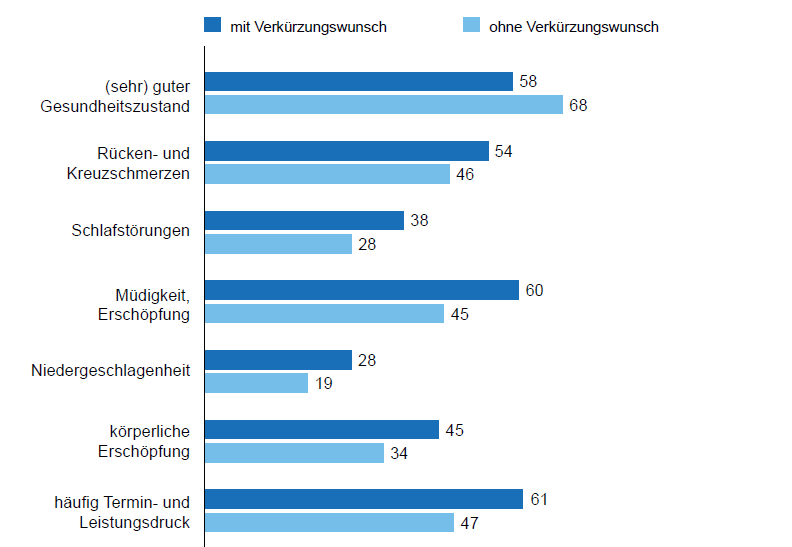 mit Verkürzungswunsch
ohne Verkürzungswunsch
(sehr) guter
Gesundheitszustand
58
68
Rücken- und
Kreuzschmerzen
54
46
Schlafstörungen
38
28
Müdigkeit,
Erschöpfung
60
45
Niedergeschlagenheit
28
19
körperliche
Erschöpfung
45
34
häufig Termin- und
Leistungsdruck
61
47